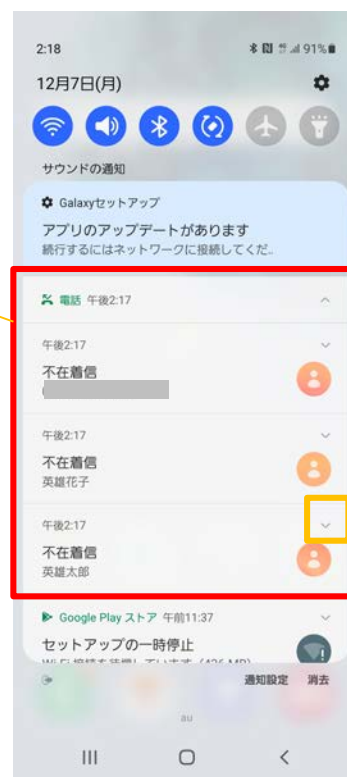 2:18 91%
12月7日(月)
サウンドの通知
Galaxyセットアップ
アプリのアップデートがあります
続行するにはネットワークに接続してくだ..
電話 午後2:17
午後2:17
不在着信
午後2:17
不在着信
英雄花子
午後2:17
不在着信
英雄太郎
Google Play ストア 午前11:37
セットアップの一時停止
通知設定 消去
au